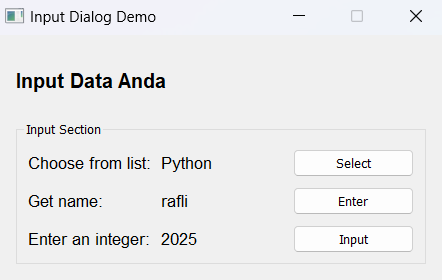 Input Dialog Demo
Input Data Anda
Input Section
Choose from list: Python Select
Get name: rafli Enter
Enter an integer: 2025 Input